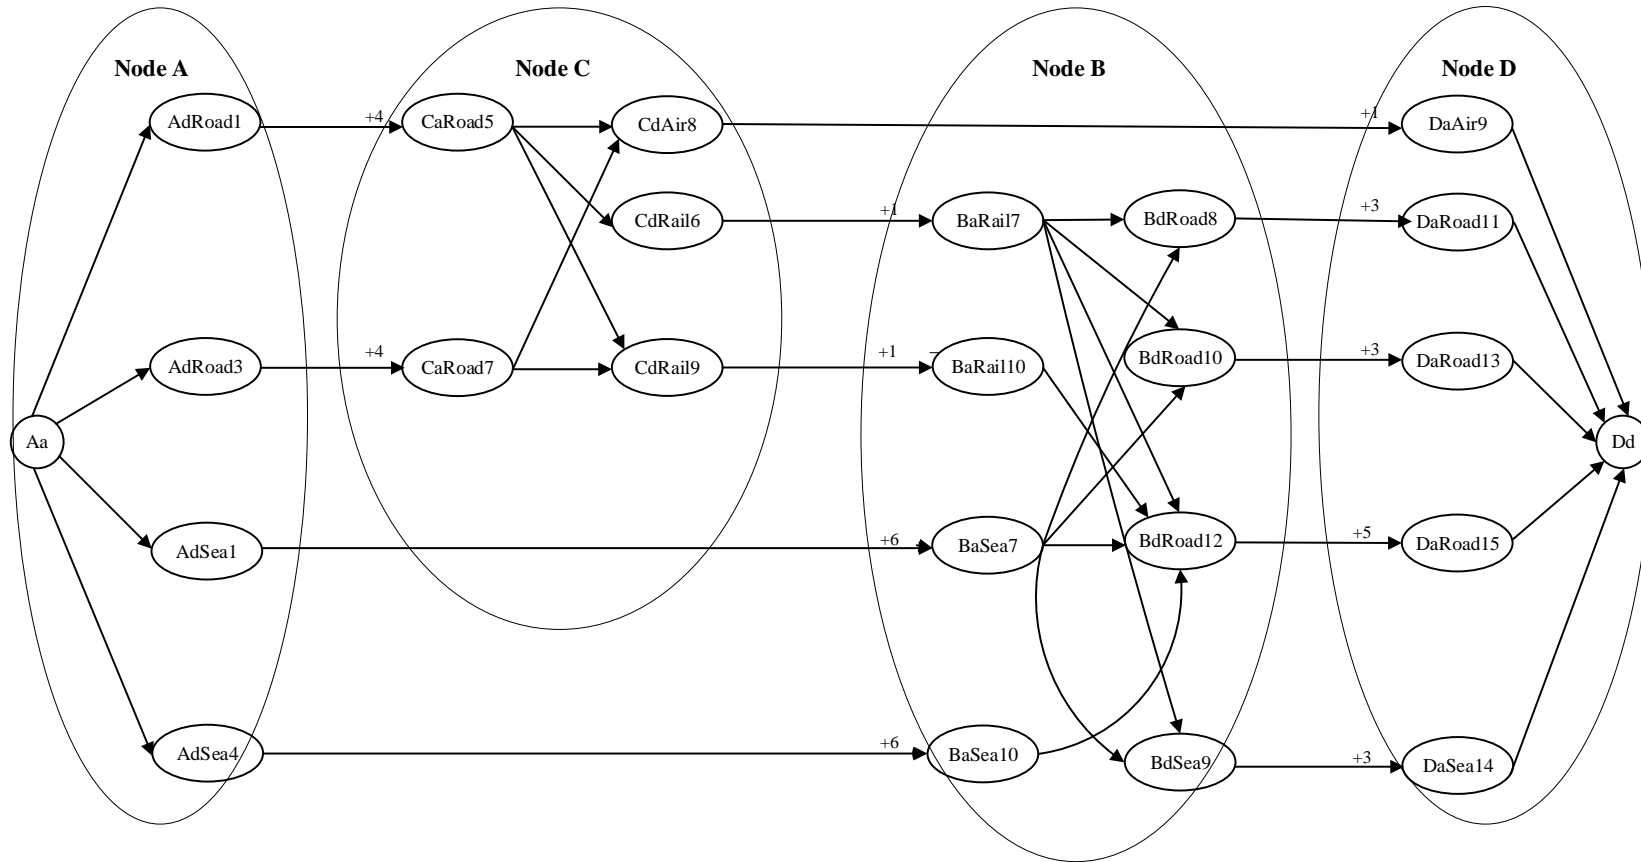 Node A
Node C
Node B
Node D
AdRoad1
+4
CaRoad5
CdAir8
+1
DaAir9
CdRail6
+1
BaRail7
BdRoad8
+3
DaRoad11
AdRoad3
+4
CaRoad7
CdRail9
+1
BaRail10
BdRoad10
+3
DaRoad13
Aa
Dd
AdSea1
+6
BaSea7
BdRoad12
+5
DaRoad15
AdSea4
+6
BaSea10
BdSea9
+3
DaSea14